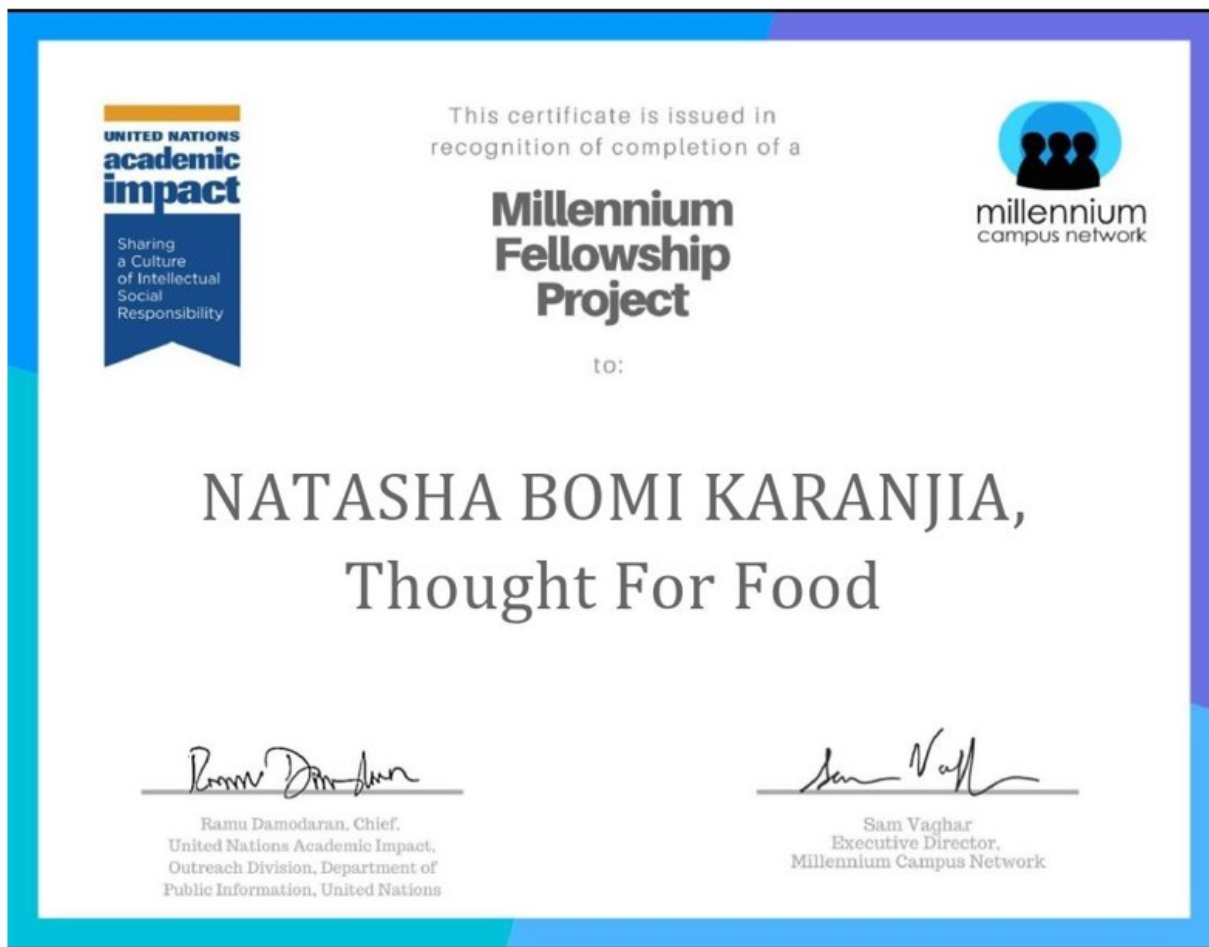 UNITED NATIONS
academic
impact
Sharing
a Culture
of Intellectual
Social
Responsibility
This certificate is issued in
recognition of completion of a
Millennium
Fellowship
Project
to:
millennium
campus network
NATASHA BOMI KARANJIA,
Thought For Food
Ramu Damodaran, Chief,
United Nations Academic Impact,
Outreach Division, Department of
Public Information, United Nations
Sam Vaghar
Executive Director,
Millennium Campus Network